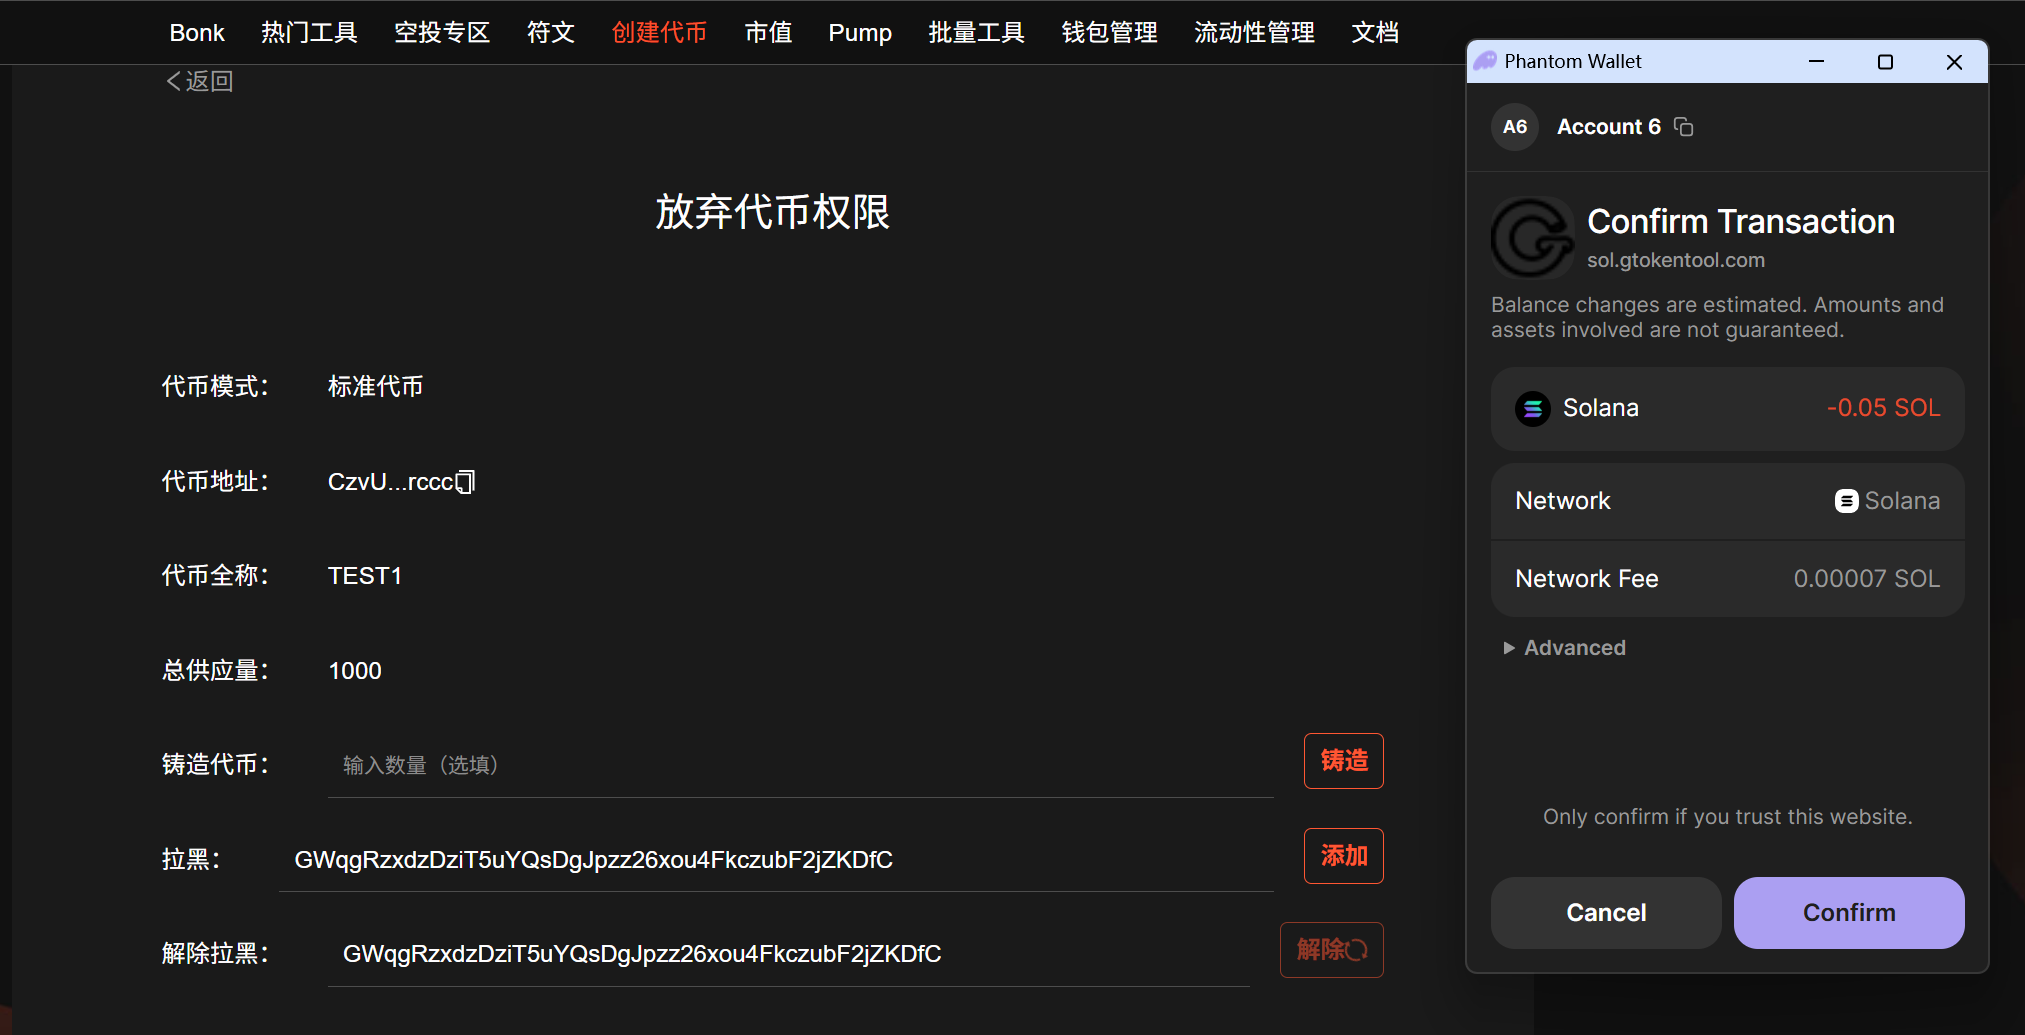 Bonk 热门工具 空投专区 符文 创建代币 市值 Pump 批量工具 钱包管理 流动性管理 文档
返回
放弃代币权限
代币模式： 标准代币
代币地址： CzvU...rccc
代币全称： TEST1
总供应量： 1000
铸造代币： 输入数量（选填） 铸造
拉黑： GWqgRzxdzDziT5uYQsDgJpzz26xou4FkczubF2jZKDfC 添加
解除拉黑： GWqgRzxdzDziT5uYQsDgJpzz26xou4FkczubF2jZKDfC 解除
Phantom Wallet
A6 Account 6
Confirm Transaction
sol.gtokentool.com
Balance changes are estimated. Amounts and
assets involved are not guaranteed.
Solana -0.05 SOL
Network Solana
Network Fee 0.00007 SOL
Advanced
Only confirm if you trust this website.
Cancel Confirm